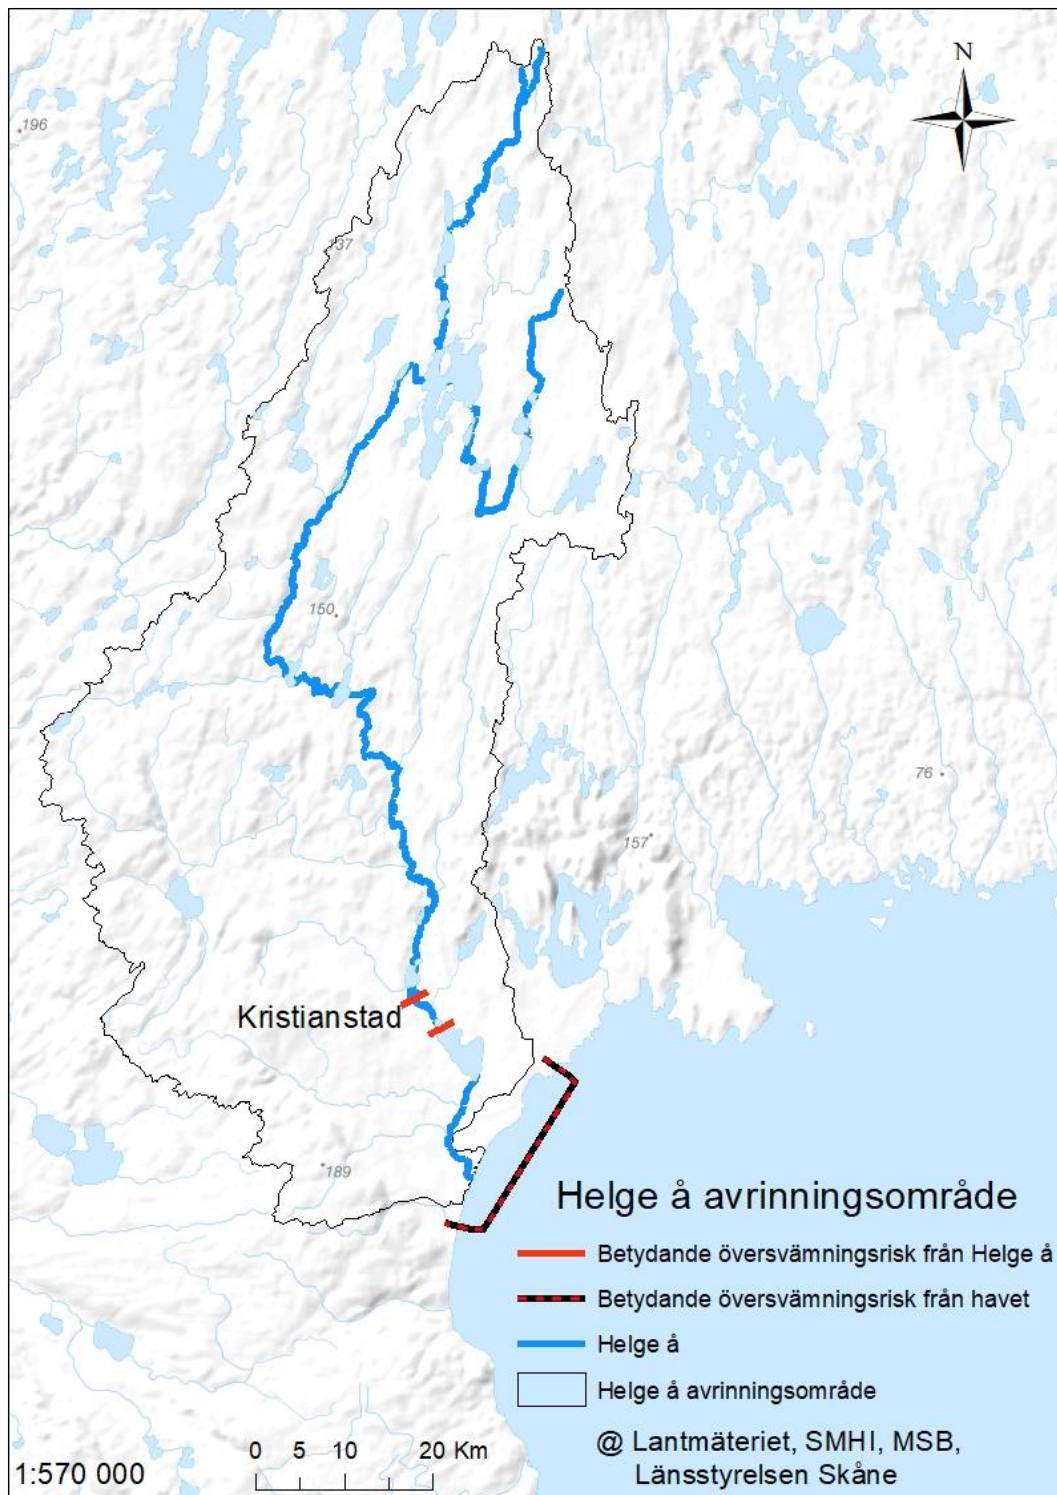 N
196
137
150
76
157
Kristianstad
189
Helge å avrinningsområde
Betydande översvämningsrisk från Helge å
Betydande översvämningsrisk från havet
Helge å
Helge å avrinningsområde
0 5 10 20 Km
1:570 000
@ Lantmäteriet, SMHI, MSB,
Länsstyrelsen Skåne